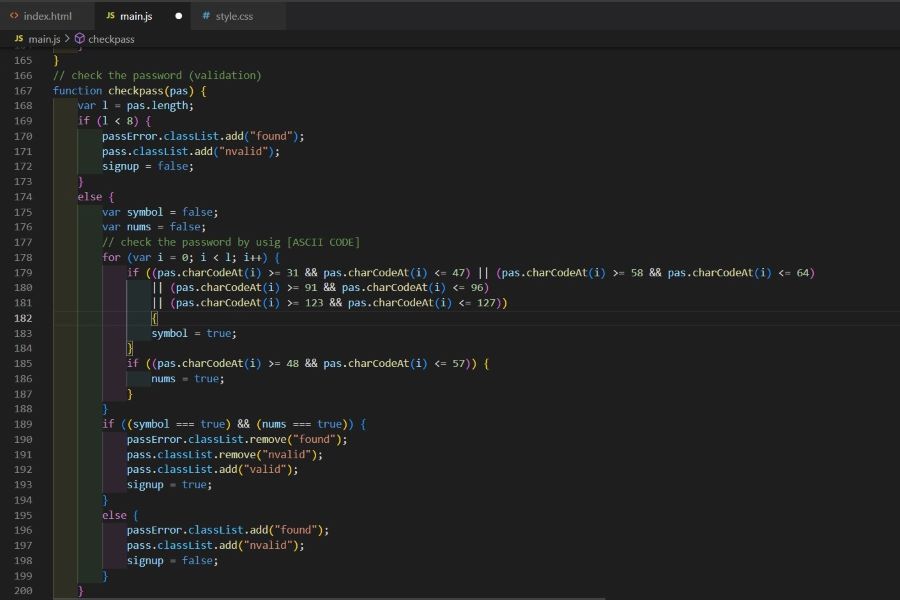 index.html
JS main.js
# style.css
JS main.js > checkpass
165 }
166 // check the password (validation)
167 function checkpass(pas) {
168 var l = pas.length;
169 if (l < 8) {
170 passError.classList.add("found");
171 pass.classList.add("nvalid");
172 signup = false;
173 }
174 else {
175 var symbol = false;
176 var nums = false;
177 // check the password by usig [ASCII CODE]
178 for (var i = 0; i < l; i++) {
179 if ((pas.charCodeAt(i) >= 31 && pas.charCodeAt(i) <= 47) || (pas.charCodeAt(i) >= 58 && pas.charCodeAt(i) <= 64)
180 || (pas.charCodeAt(i) >= 91 && pas.charCodeAt(i) <= 96)
181 || (pas.charCodeAt(i) >= 123 && pas.charCodeAt(i) <= 127))
182 {
183 symbol = true;
184 }
185 if ((pas.charCodeAt(i) >= 48 && pas.charCodeAt(i) <= 57)) {
186 nums = true;
187 }
188 }
189 if ((symbol === true) && (nums === true)) {
190 passError.classList.remove("found");
191 pass.classList.remove("nvalid");
192 pass.classList.add("valid");
193 signup = true;
194 }
195 else {
196 passError.classList.add("found");
197 pass.classList.add("nvalid");
198 signup = false;
199 }
200 }